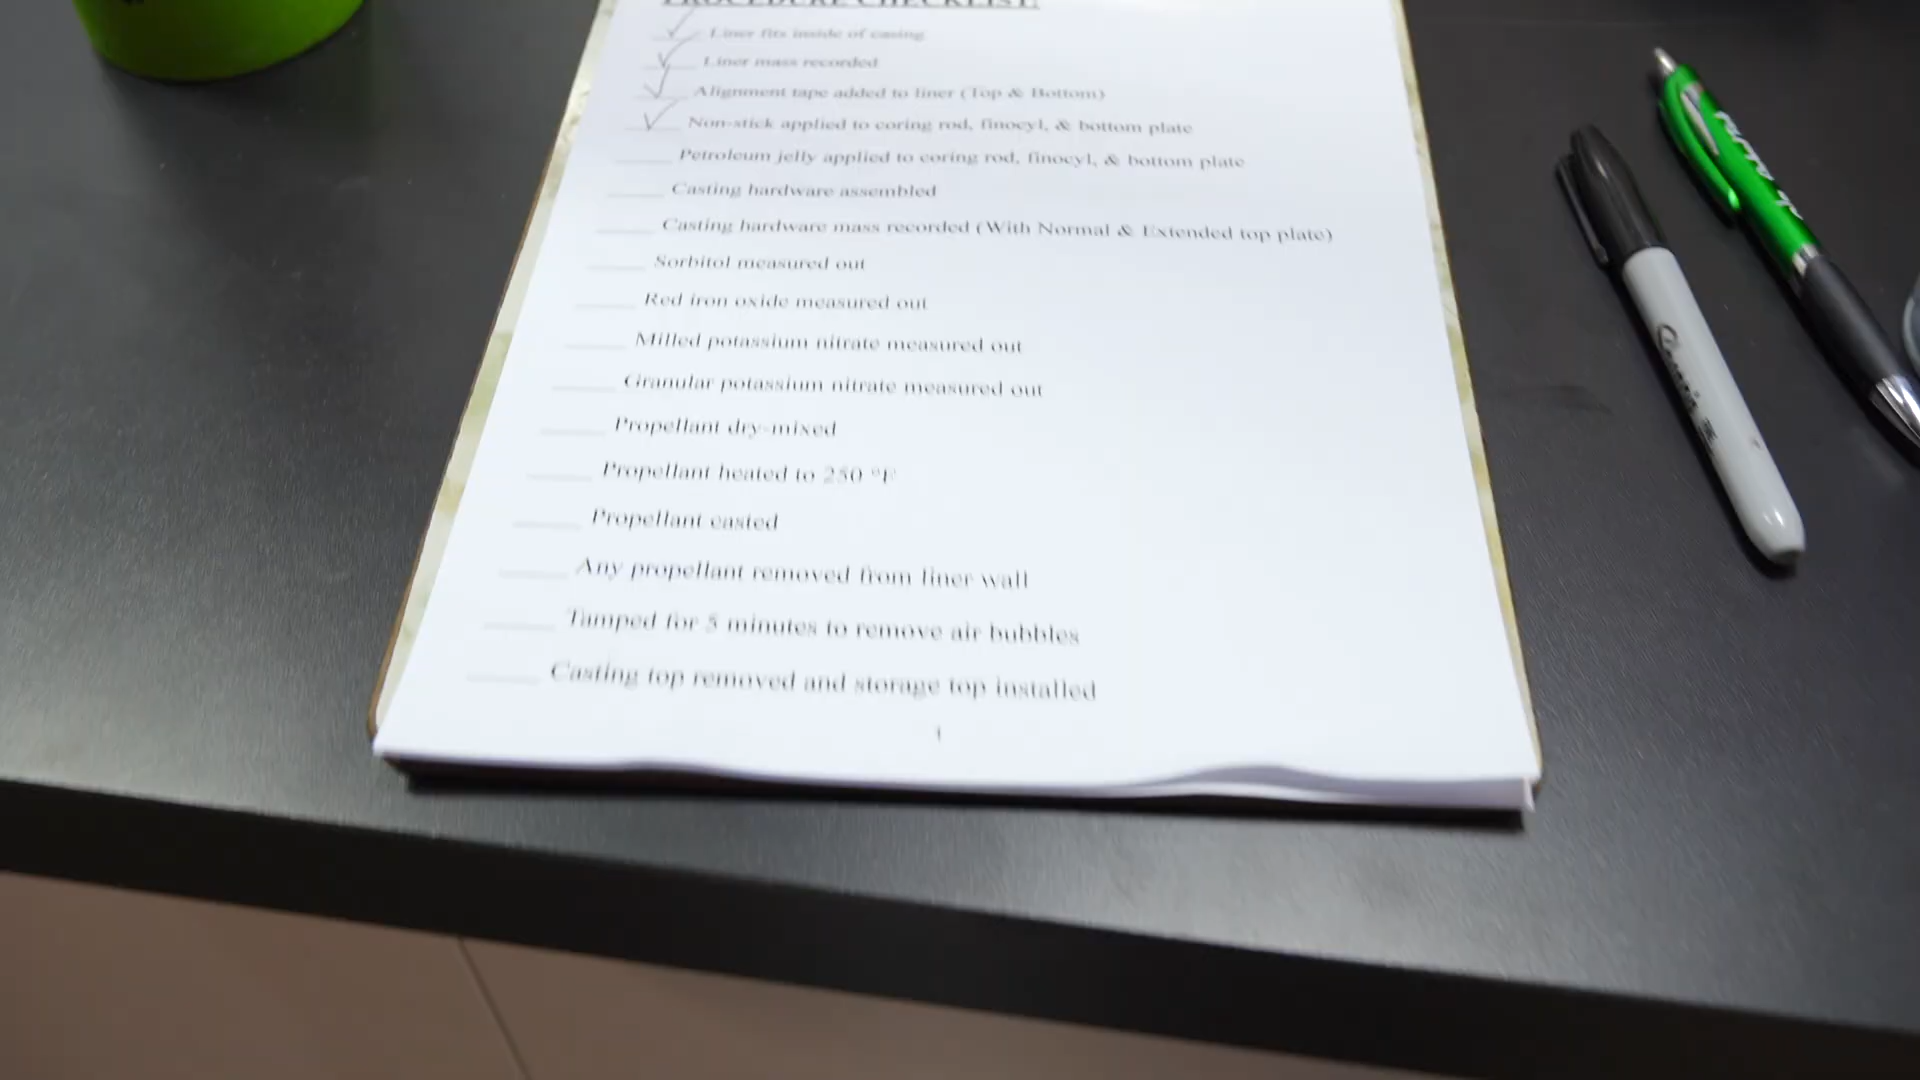 PROCEDURE CHECKLIST:
Liner fits inside of casing
Liner mass recorded
Alignment tape added to liner (Top & Bottom)
Non-stick applied to coring rod, finocyl, & bottom plate
Petroleum jelly applied to coring rod, finocyl, & bottom plate
Casting hardware assembled
Casting hardware mass recorded (With Normal & Extended top plate)
Sorbitol measured out
Red iron oxide measured out
Milled potassium nitrate measured out
Granular potassium nitrate measured out
Propellant dry-mixed
Propellant heated to 250 °F
Propellant casted
Any propellant removed from liner wall
Tamped for 5 minutes to remove air bubbles
Casting top removed and storage top installed
1